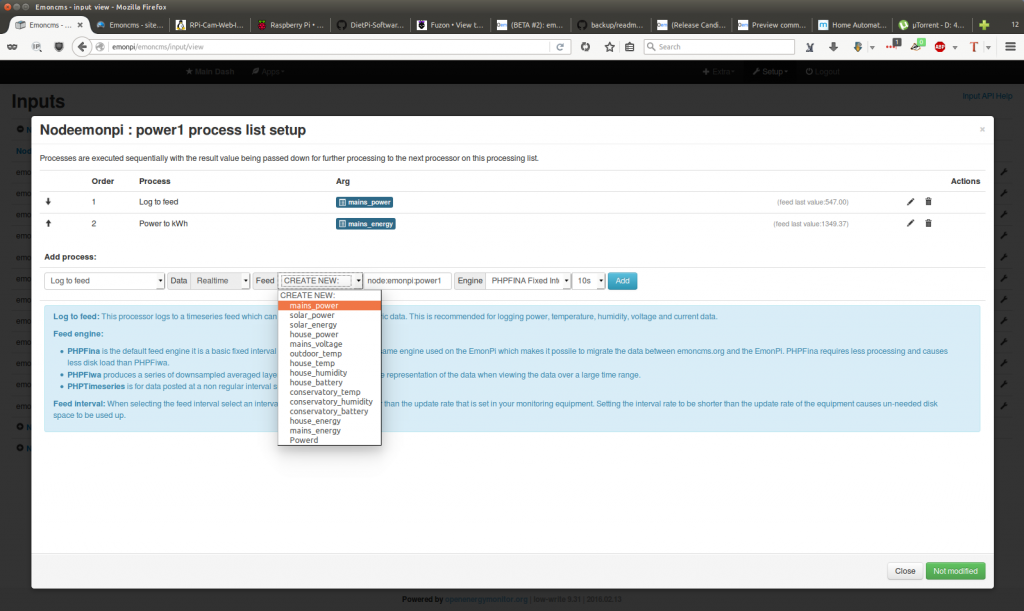 Emoncms - input view - Mozilla Firefox
Emoncms - ... Emoncms - site... RPi-Cam-Web-I... Raspberry Pi • ... DietPi-Softwar... Fuzon • View t... (BETA #2): em... backup/readm... (Release Candi... Preview comm... Home Automat... µTorrent - D: 4... 12
emonpi/emoncms/input/view Search 1
Main Dash Apps Extra Setup Logout
Inputs Input API Help
Nodeemonpi : power1 process list setup ×
Processes are executed sequentially with the result value being passed down for further processing to the next processor on this processing list.
Order Process Arg Actions
1 Log to feed mains_power (feed last value:547.00)
2 Power to kWh mains_energy (feed last value:1349.37)
Add process:
Log to feed Data Realtime Feed CREATE NEW: node:emonpi:power1 Engine PHPFINA Fixed Int 10s Add
CREATE NEW:
mains_power
solar_power
solar_energy
house_power
mains_voltage
outdoor_temp
house_temp
house_humidity
house_battery
conservatory_temp
conservatory_humidity
conservatory_battery
house_energy
mains_energy
Powerd
Log to feed: This processor logs to a timeseries feed which can tic data. This is recommended for logging power, temperature, humidity, voltage and current data.
Feed engine:
PHPFina is the default feed engine it is a basic fixed interval ame engine used on the EmonPi which makes it possile to migrate the data between emoncms.org and the EmonPi. PHPFina requires less processing and causes
less disk load than PHPFiwa.
PHPFiwa produces a series of downsampled averaged laye e representation of the data when viewing the data over a large time range.
PHPTimeseries is for data posted at a non regular interval s
Feed interval: When selecting the feed interval select an interva r than the update rate that is set in your monitoring equipment. Setting the interval rate to be shorter than the update rate of the equipment causes un-needed disk
space to be used up.
Close Not modified
Powered by openenergymonitor.org | low-write 9.31 | 2016.02.13